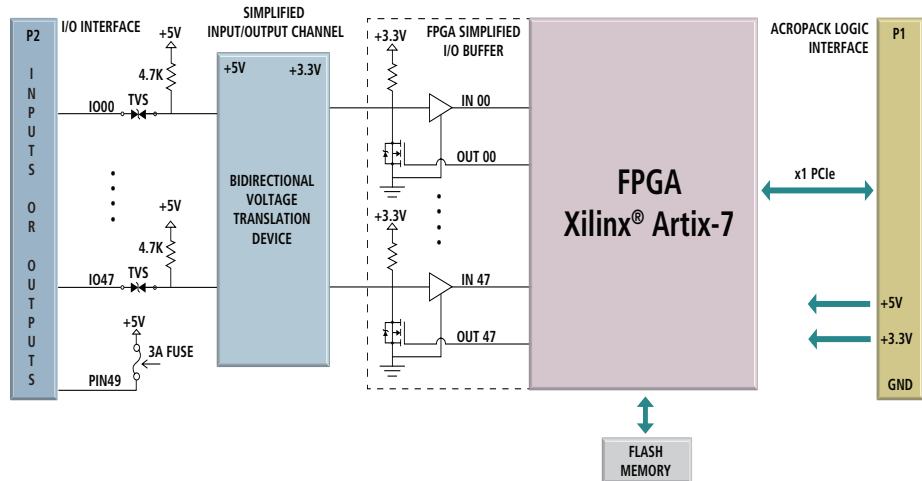 P2
INPUTS OR OUTPUTS
I/O INTERFACE
+5V
4.7K
IO00
TVS
+5V
4.7K
IO47
TVS
+5V
3A FUSE
PIN49
SIMPLIFIED
INPUT/OUTPUT CHANNEL
+5V
+3.3V
BIDIRECTIONAL
VOLTAGE
TRANSLATION
DEVICE
FPGA SIMPLIFIED
I/O BUFFER
+3.3V
IN 00
OUT 00
+3.3V
IN 47
OUT 47
FPGA
Xilinx® Artix-7
FLASH
MEMORY
x1 PCIe
ACROPACK LOGIC
INTERFACE
P1
+5V
+3.3V
GND